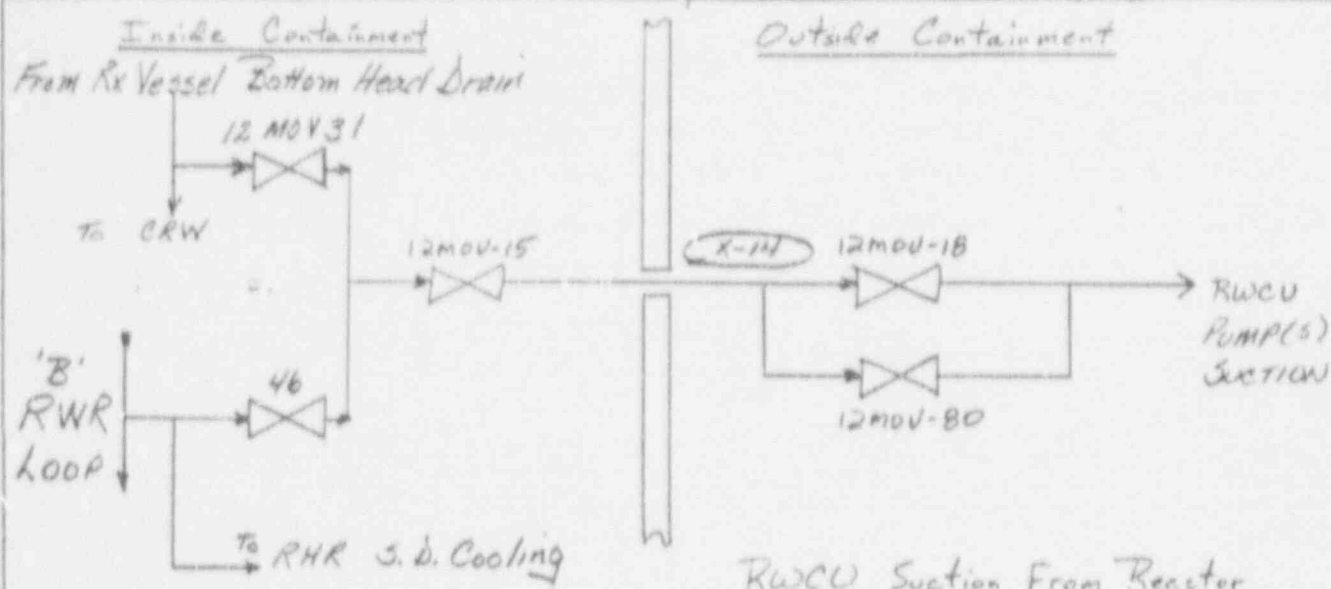 Inside Containment
Outside Containment
From Rx Vessel Bottom Head Drain
12 MOV 31
To CRW
12MOV-15
X-14
12MOV-18
RWCU
PUMP(S)
SUCTION
'B'
RWR
LOOP
46
12MOV-80
To RHR S.D. Cooling
RWCU Suction From Reactor